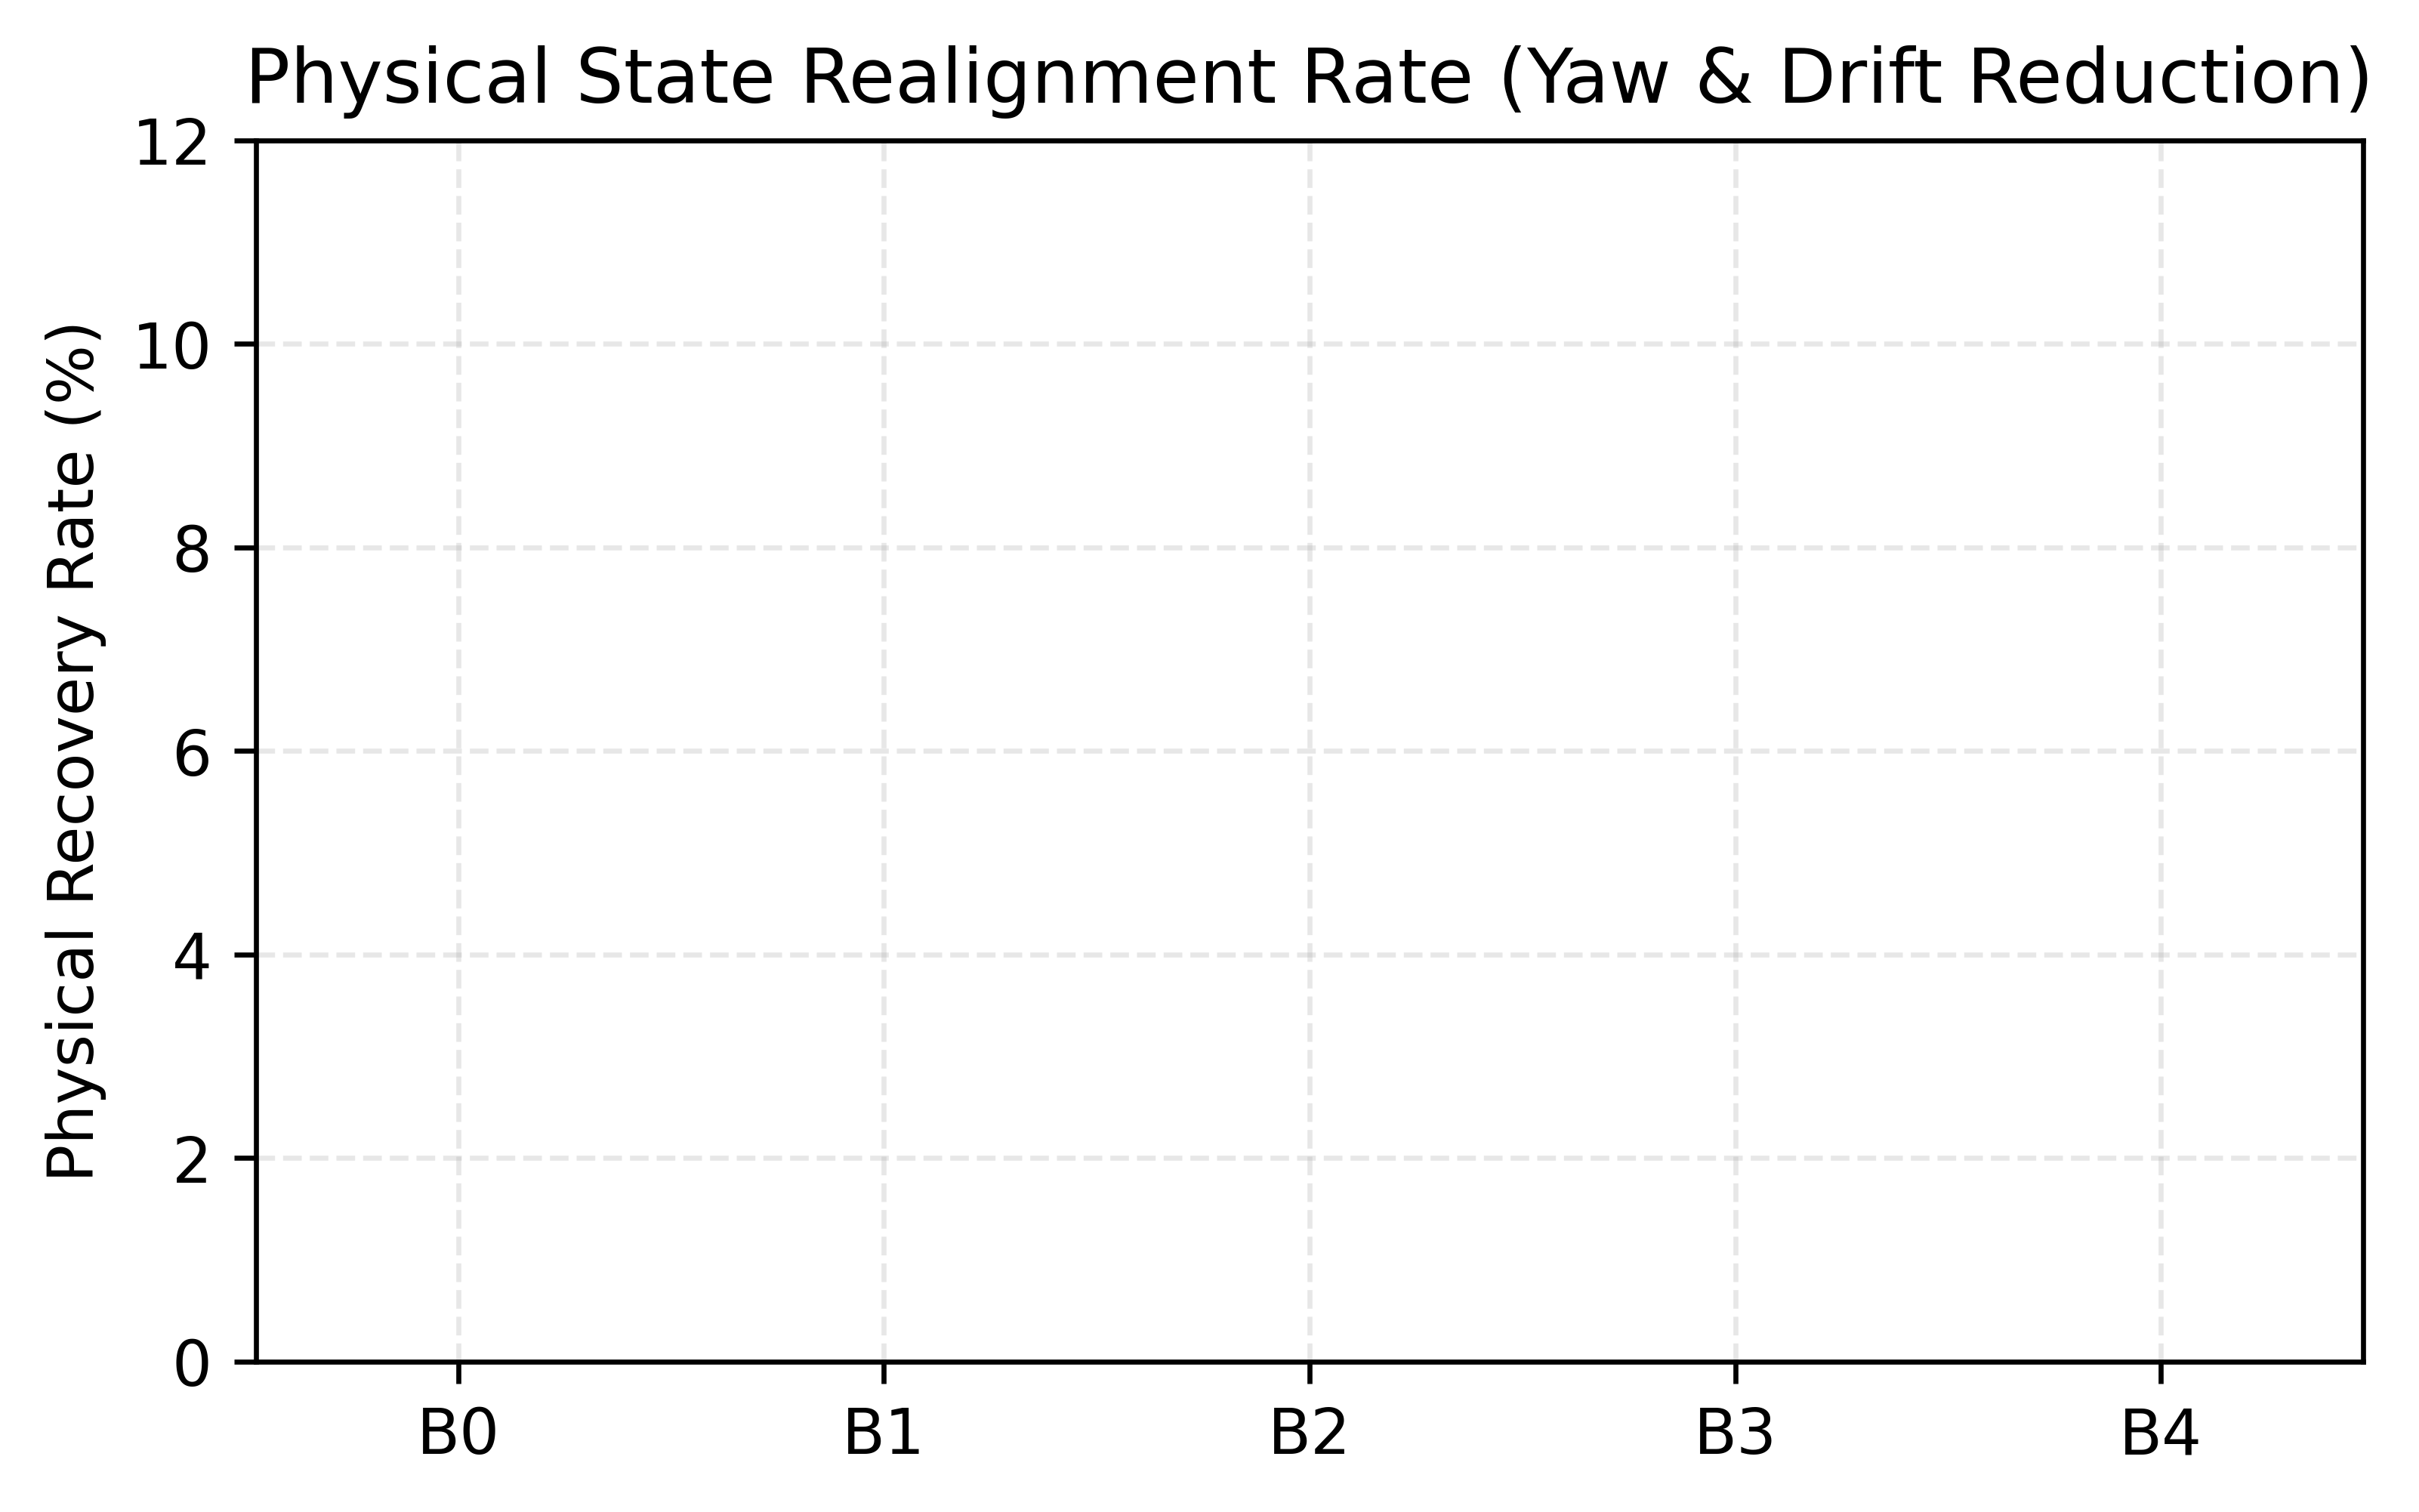 Physical State Realignment Rate (Yaw & Drift Reduction)
Physical Recovery Rate (%)
12
10
8
6
4
2
0
B0 B1 B2 B3 B4